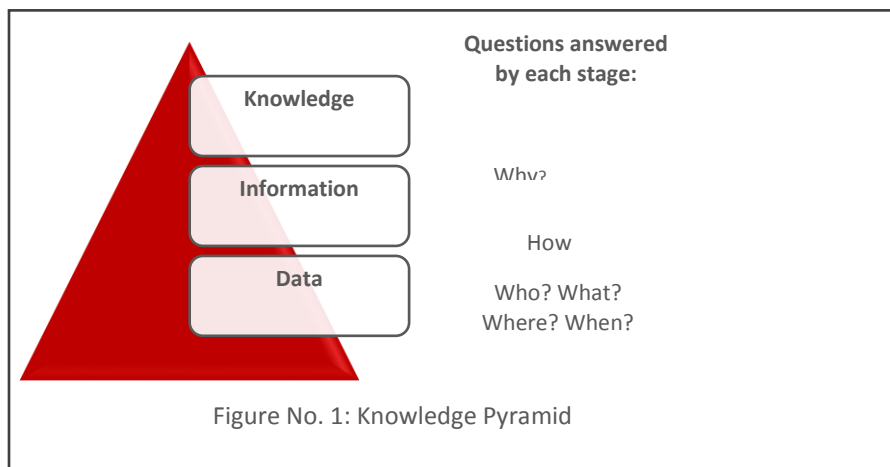 Questions answered
by each stage:
Knowledge
Why?
Information
How
Data
Who? What?
Where? When?
Figure No. 1: Knowledge Pyramid